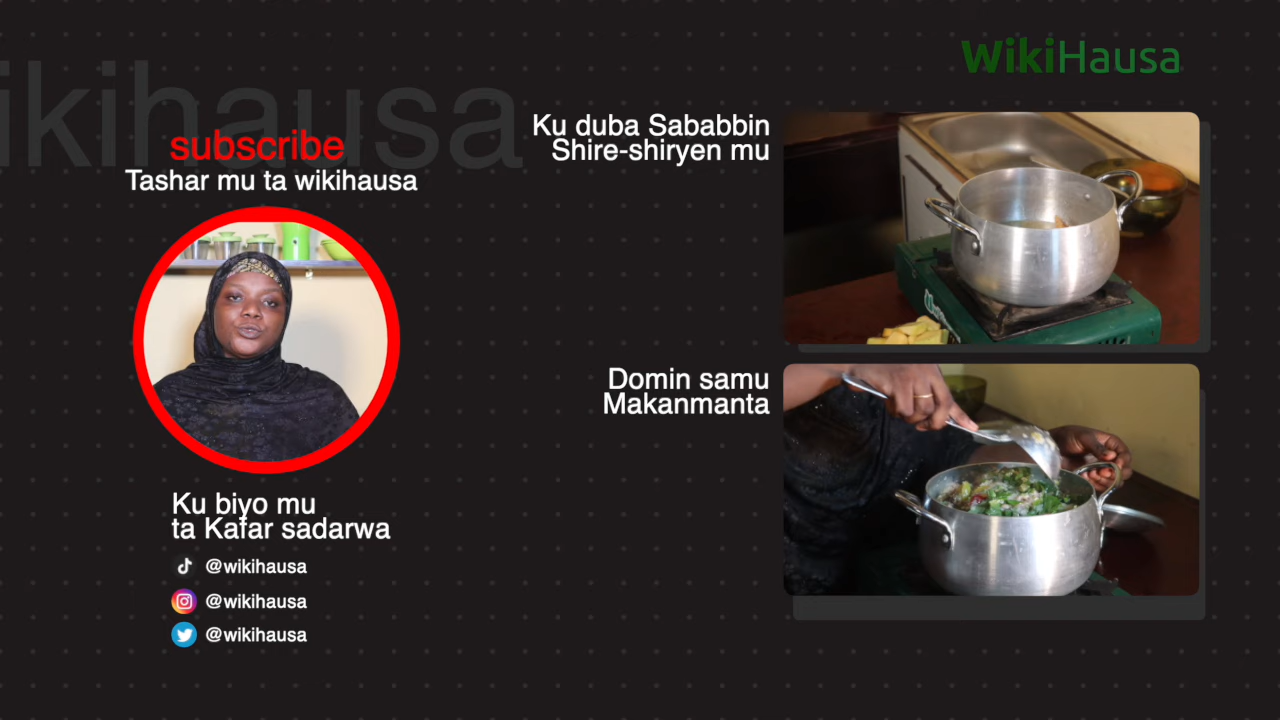 WikiHausa
ikihausa
subscribe
Tashar mu ta wikihausa
Ku biyo mu
ta Kafar sadarwa
@wikihausa
@wikihausa
@wikihausa
Ku duba Sababbin
Shire-shiryen mu
Domin samu
Makanmanta